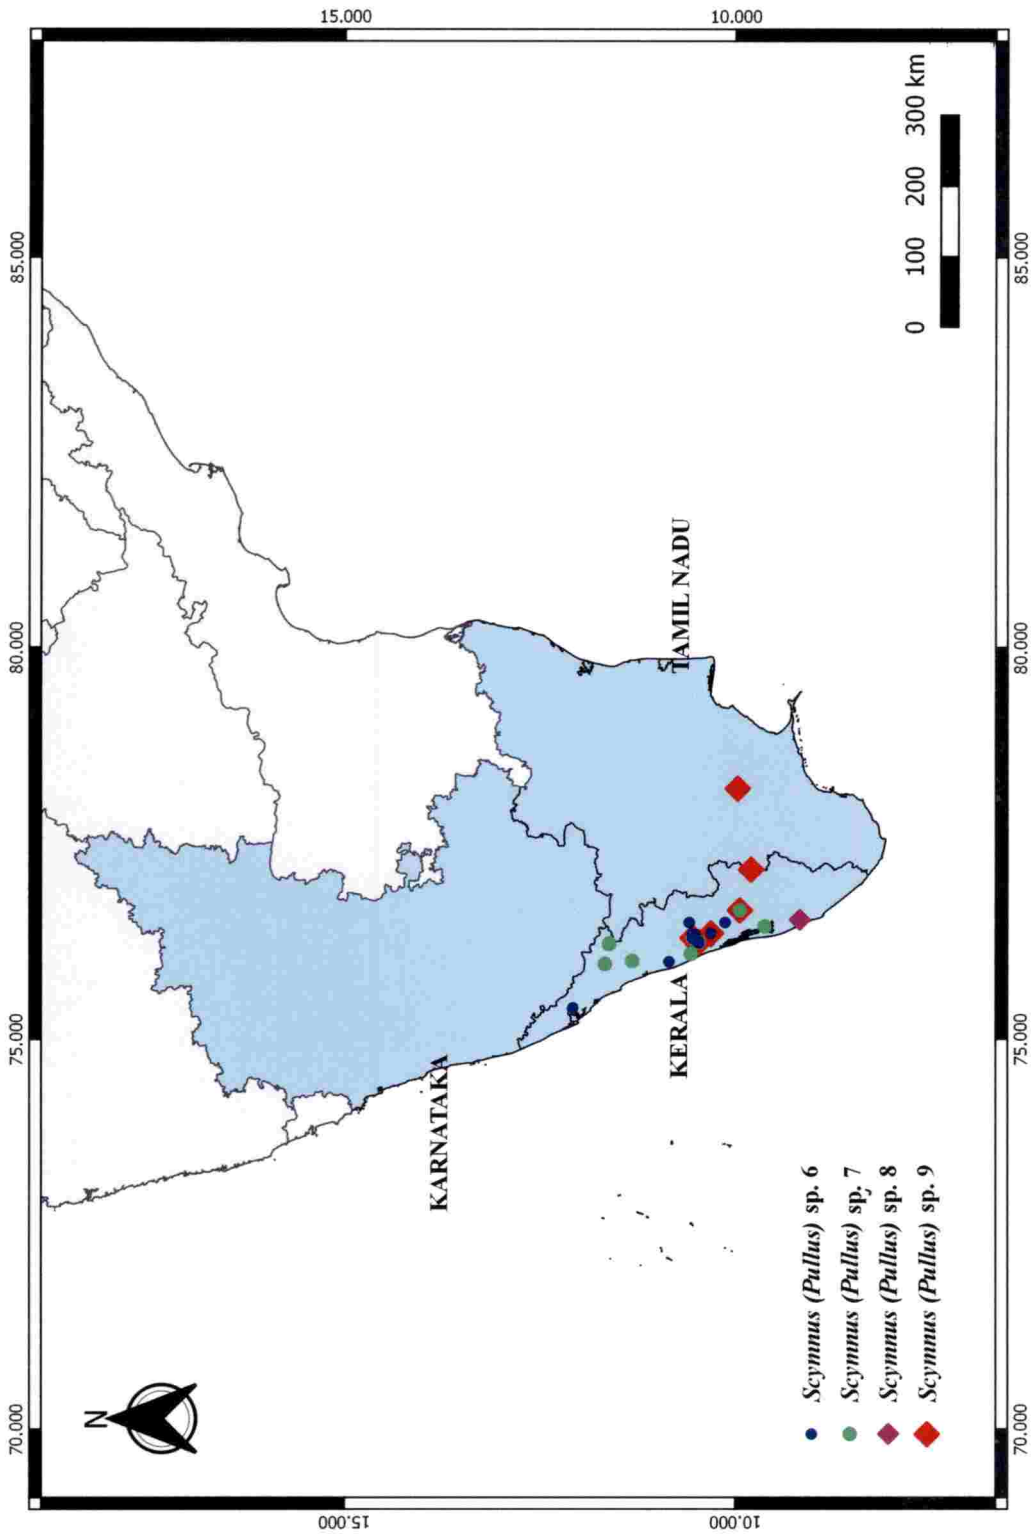 70.000
75.000
80.000
85.000
15.000
15.000
10.000
10.000
N
KARNATAKA
KERALA
TAMIL NADU
Scymnus (Pullus) sp. 6
Scymnus (Pullus) sp. 7
Scymnus (Pullus) sp. 8
Scymnus (Pullus) sp. 9
0 100 200 300 km
70.000
75.000
80.000
85.000